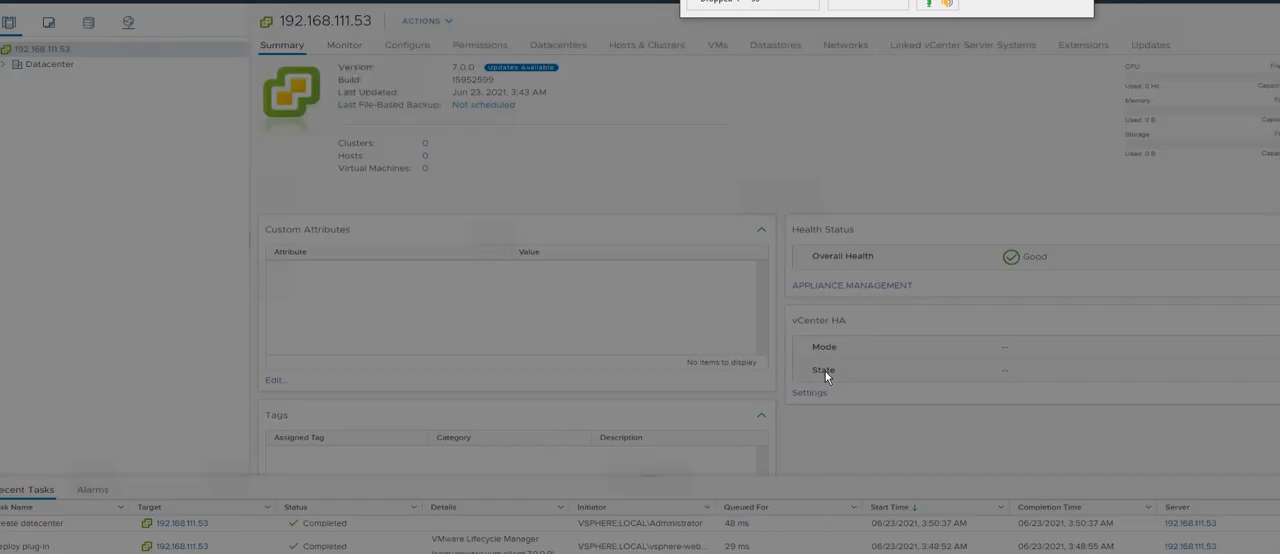 192.168.111.53 ACTIONS
192.168.111.53
Datacenter
Summary Monitor Configure Permissions Datacenters Hosts & Clusters VMs Datastores Networks Linked vCenter Server Systems Extensions Updates
Version: 7.0.0 Updates Available
Build: 15952599
Last Updated: Jun 23, 2021, 3:43 AM
Last File-Based Backup: Not scheduled
Clusters: 0
Hosts: 0
Virtual Machines: 0
CPU
Used: 0 Hz
Memory
Used: 0 B
Storage
Used: 0 B
Custom Attributes
Attribute Value
No items to display
Edit...
Tags
Assigned Tag Category Description
Health Status
Overall Health Good
APPLIANCE MANAGEMENT
vCenter HA
Mode --
State --
Settings
ecent Tasks Alarms
sk Name Target Status Details Initiator Queued For Start Time Completion Time Server
reate datacenter 192.168.111.53 Completed VSPHERE.LOCAL\Administrator 48 ms 06/23/2021, 3:50:37 AM 06/23/2021, 3:50:37 AM 192.168.111.53
eploy plug-in 192.168.111.53 Completed VMware Lifecycle Manager VSPHERE.LOCAL\vsphere-web... 29 ms 06/23/2021, 3:48:52 AM 06/23/2021, 3:48:55 AM 192.168.111.53